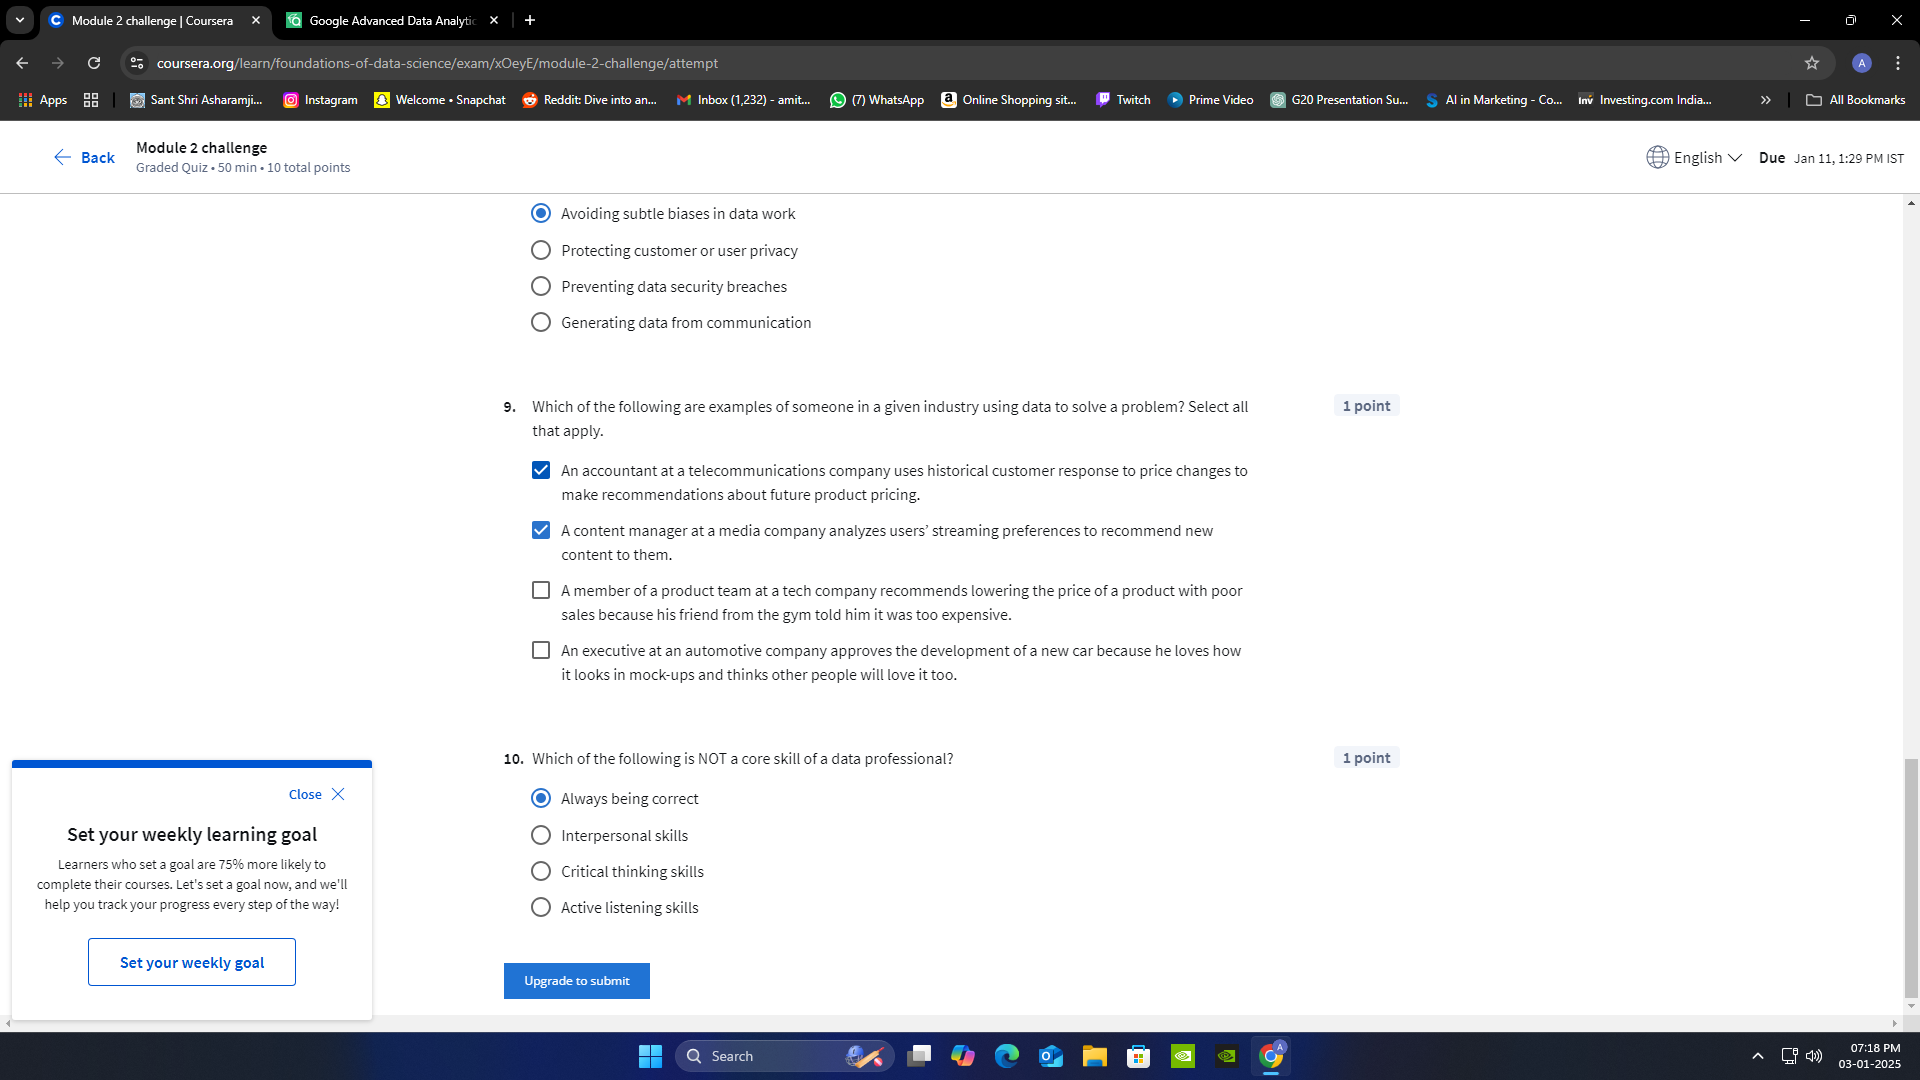 Module 2 challenge | Coursera
Google Advanced Data Analytic
coursera.org/learn/foundations-of-data-science/exam/xOeyE/module-2-challenge/attempt
A
Apps
Sant Shri Asharamji...
Instagram
Welcome • Snapchat
Reddit: Dive into an...
Inbox (1,232) - amit...
(7) WhatsApp
Online Shopping sit...
Twitch
Prime Video
G20 Presentation Su...
AI in Marketing - Co...
Inv
Investing.com India...
All Bookmarks
Back
Module 2 challenge
Graded Quiz • 50 min • 10 total points
English
Due Jan 11, 1:29 PM IST
Avoiding subtle biases in data work
Protecting customer or user privacy
Preventing data security breaches
Generating data from communication
9. Which of the following are examples of someone in a given industry using data to solve a problem? Select all
that apply.
1 point
An accountant at a telecommunications company uses historical customer response to price changes to
make recommendations about future product pricing.
A content manager at a media company analyzes users’ streaming preferences to recommend new
content to them.
A member of a product team at a tech company recommends lowering the price of a product with poor
sales because his friend from the gym told him it was too expensive.
An executive at an automotive company approves the development of a new car because he loves how
it looks in mock-ups and thinks other people will love it too.
10. Which of the following is NOT a core skill of a data professional?
1 point
Always being correct
Interpersonal skills
Critical thinking skills
Active listening skills
Upgrade to submit
Close
Set your weekly learning goal
Learners who set a goal are 75% more likely to
complete their courses. Let's set a goal now, and we'll
help you track your progress every step of the way!
Set your weekly goal
Search
A
07:18 PM
03-01-2025